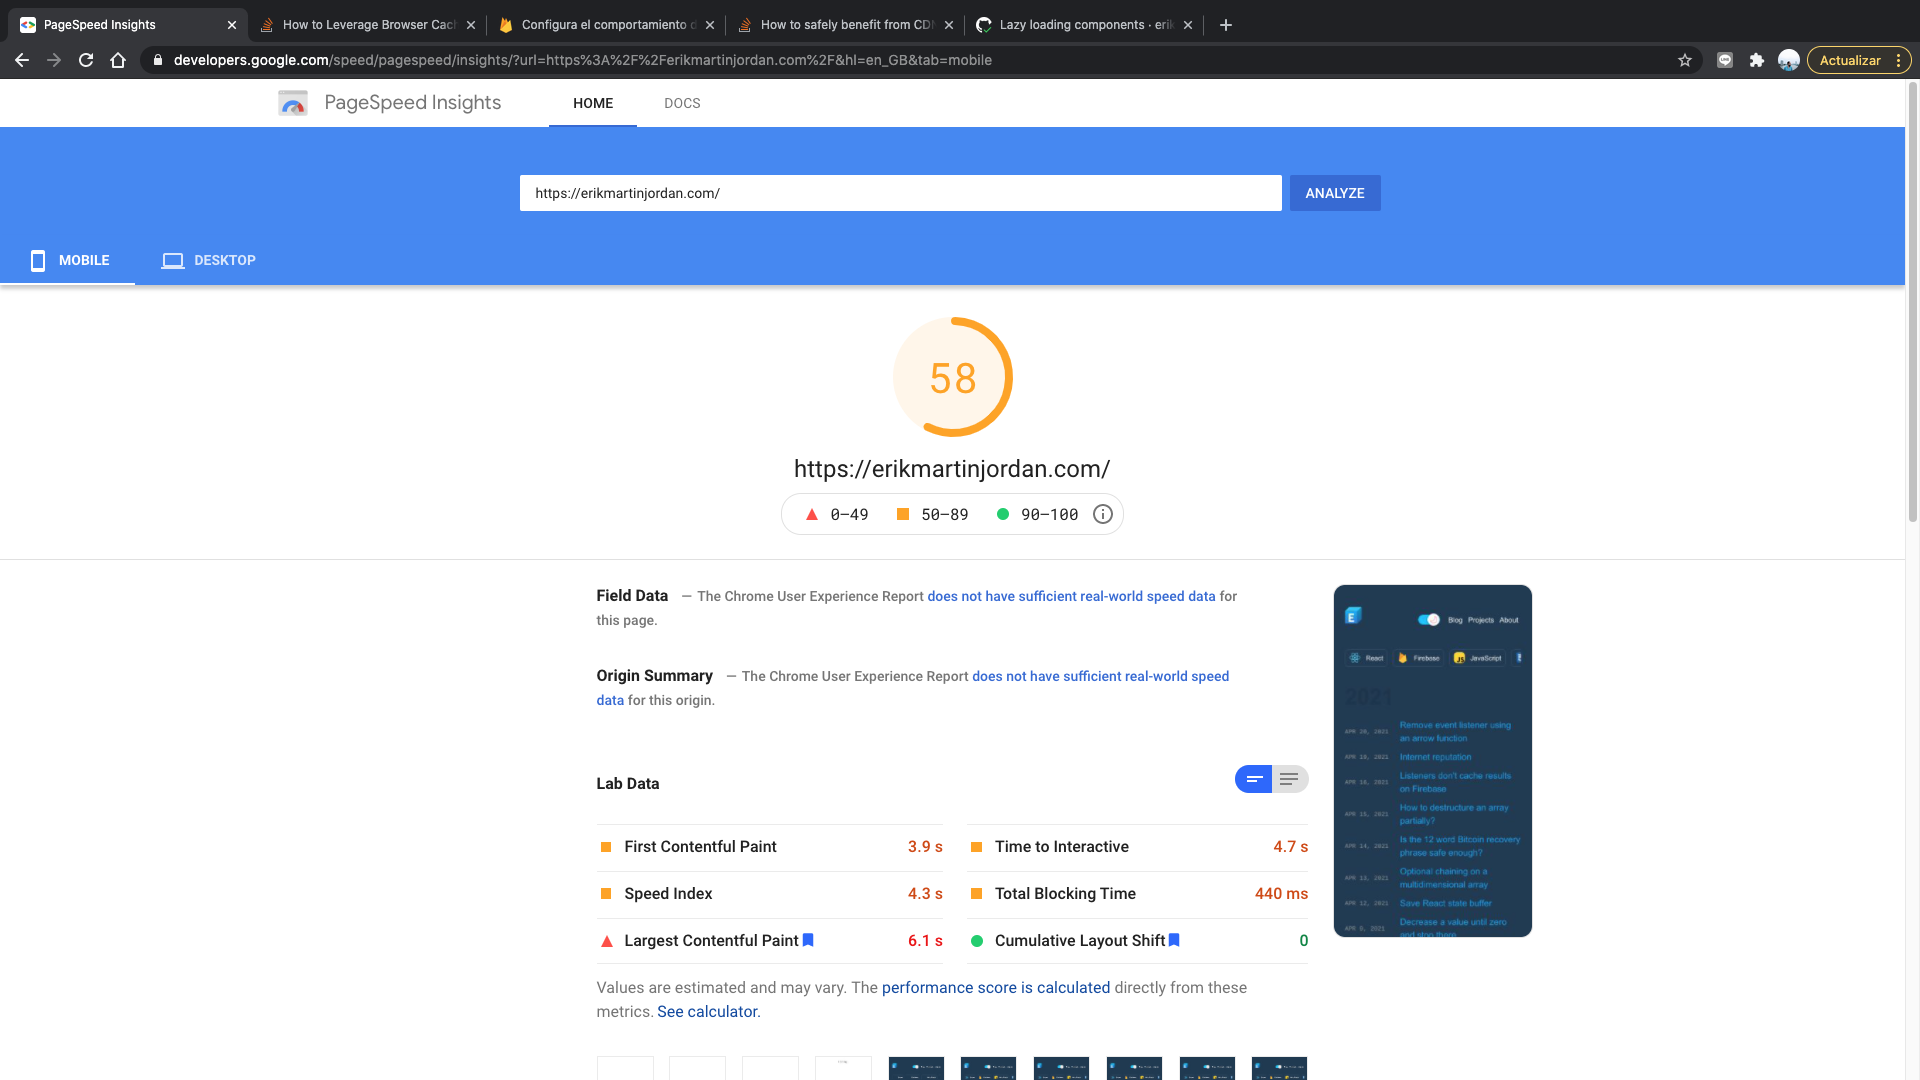 PageSpeed Insights
How to Leverage Browser Cach
Configura el comportamiento d
How to safely benefit from CDN
Lazy loading components · erik
developers.google.com/speed/pagespeed/insights/?url=https%3A%2F%2Ferikmartinjordan.com%2F&hl=en_GB&tab=mobile
Actualizar
PageSpeed Insights
HOME
DOCS
https://erikmartinjordan.com/
ANALYZE
MOBILE
DESKTOP
58
https://erikmartinjordan.com/
0–49
50–89
90–100
Field Data — The Chrome User Experience Report does not have sufficient real-world speed data for
this page.
Origin Summary — The Chrome User Experience Report does not have sufficient real-world speed
data for this origin.
Lab Data
First Contentful Paint 3.9 s
Time to Interactive 4.7 s
Speed Index 4.3 s
Total Blocking Time 440 ms
Largest Contentful Paint 6.1 s
Cumulative Layout Shift 0
Values are estimated and may vary. The performance score is calculated directly from these
metrics. See calculator.
E
Blog Projects About
React
Firebase
JS JavaScript
2021
APR 20, 2021 Remove event listener using
an arrow function
APR 19, 2021 Internet reputation
APR 16, 2021 Listeners don't cache results
on Firebase
APR 15, 2021 How to destructure an array
partially?
APR 14, 2021 Is the 12 word Bitcoin recovery
phrase safe enough?
APR 13, 2021 Optional chaining on a
multidimensional array
APR 12, 2021 Save React state buffer
APR 9, 2021 Decrease a value until zero
and stop there